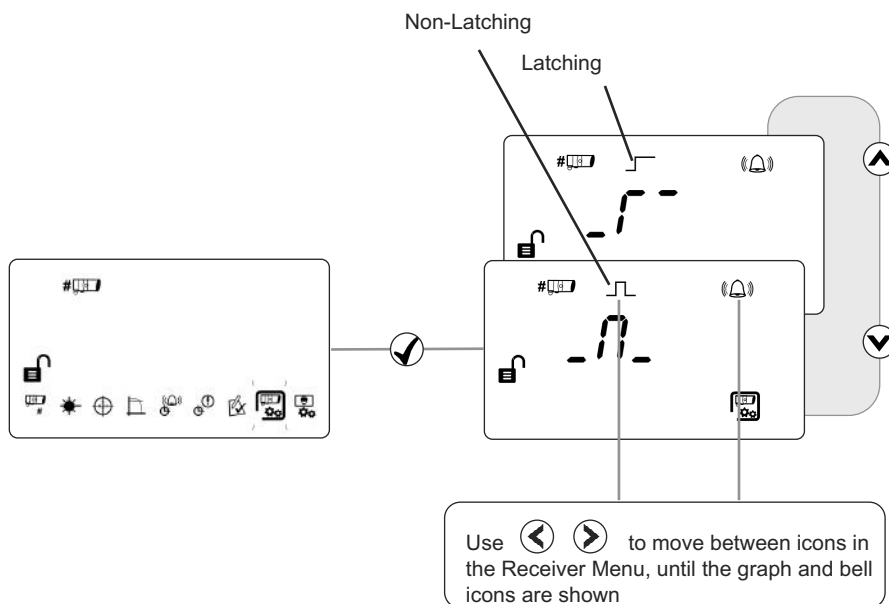 Non-Latching
Latching
#
#
#
#
Use to move between icons in
the Receiver Menu, until the graph and bell
icons are shown